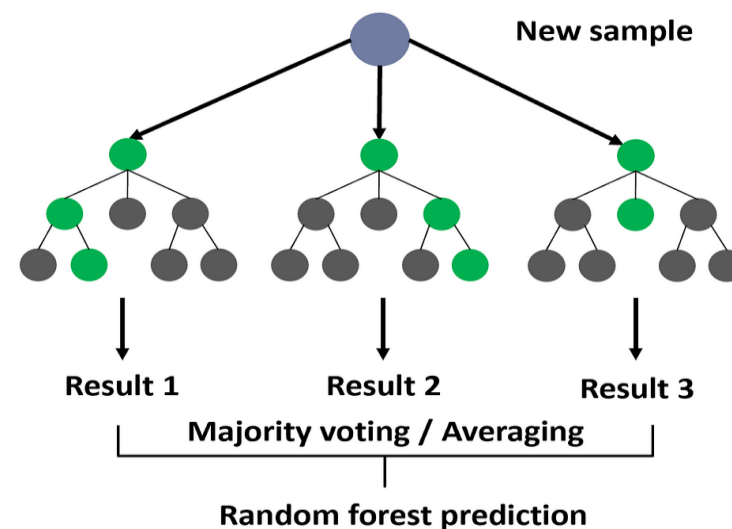 New sample
Result 1
Result 2
Result 3
Majority voting / Averaging
Random forest prediction